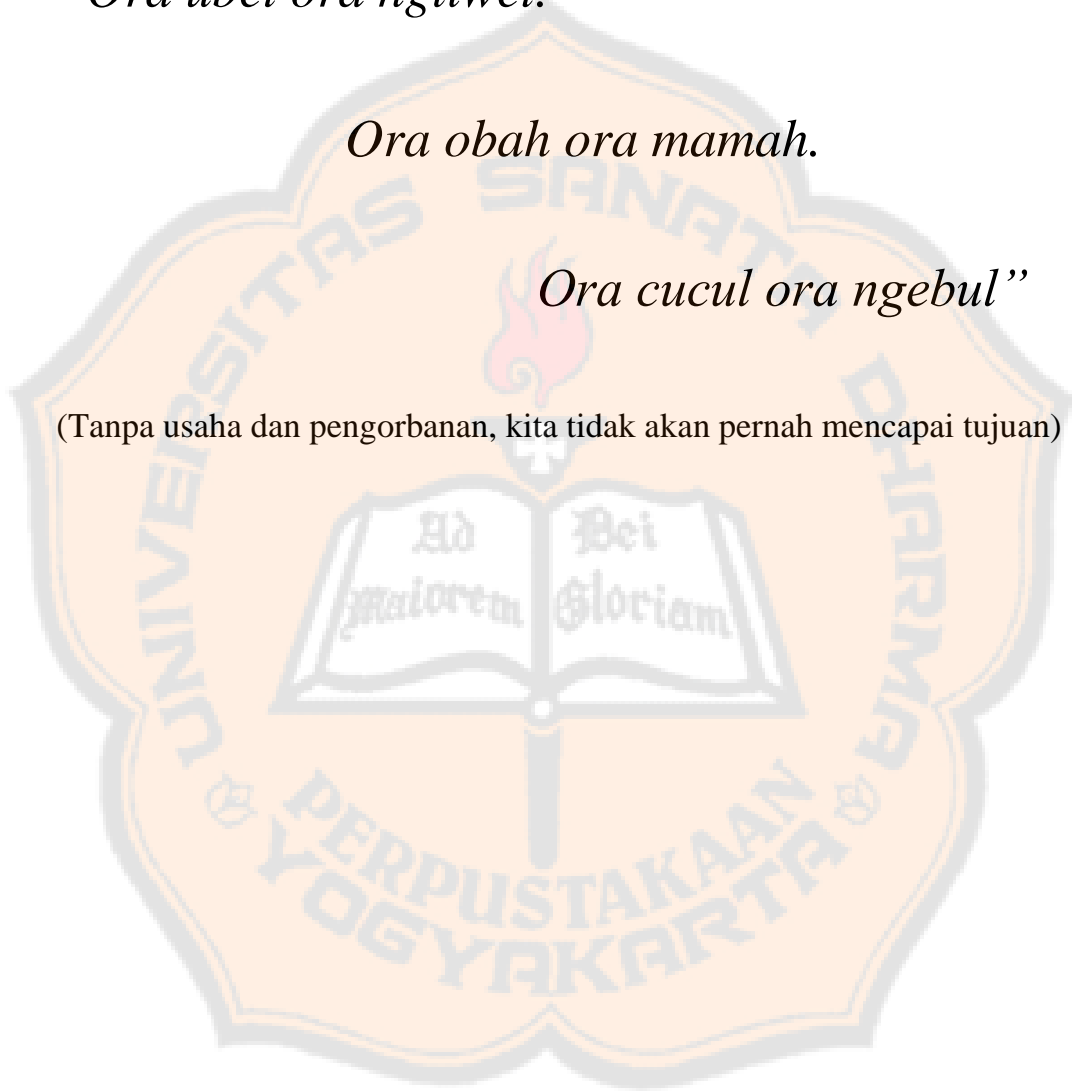 Ora obah ora mamah.
Ora cucul ora ngebul”
(Tanpa usaha dan pengorbanan, kita tidak akan pernah mencapai tujuan)
UNIVERSITAS SANATA DHARMA
Ad Maiorem
Dei Gloriam
PERPUSTAKAAN
YOGYAKARTA